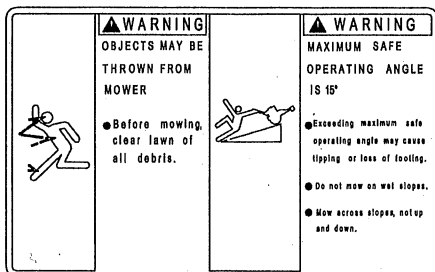 ⚠WARNING
OBJECTS MAY BE
THROWN FROM
MOWER
●Before mowing,
clear lawn of
all debris.
⚠ WARNING
MAXIMUM SAFE
OPERATING ANGLE
IS 15°
●Exceeding maximum safe
operating angle may cause
tipping or loss of footing.
●Do not mow on wet slopes.
●Mow across slopes, not up
and down.